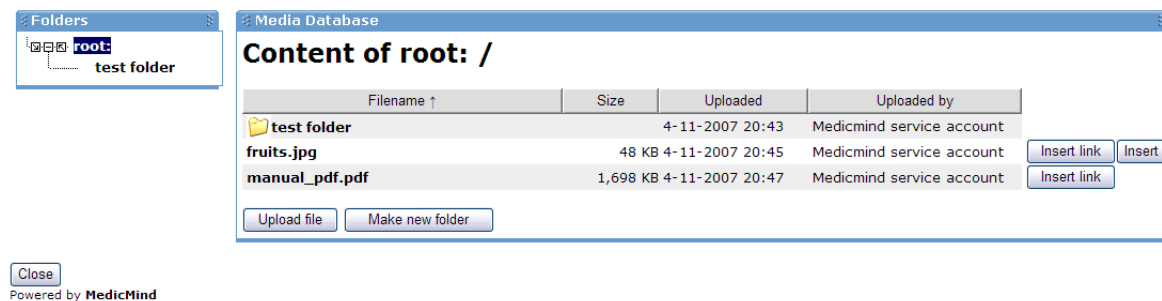 Folders
root:
test folder
Media Database
Content of root: /
Filename ↑ Size Uploaded Uploaded by
test folder 4-11-2007 20:43 Medicmind service account
fruits.jpg 48 KB 4-11-2007 20:45 Medicmind service account Insert link Insert
manual_pdf.pdf 1,698 KB 4-11-2007 20:47 Medicmind service account Insert link
Upload file Make new folder
Close
Powered by MedicMind